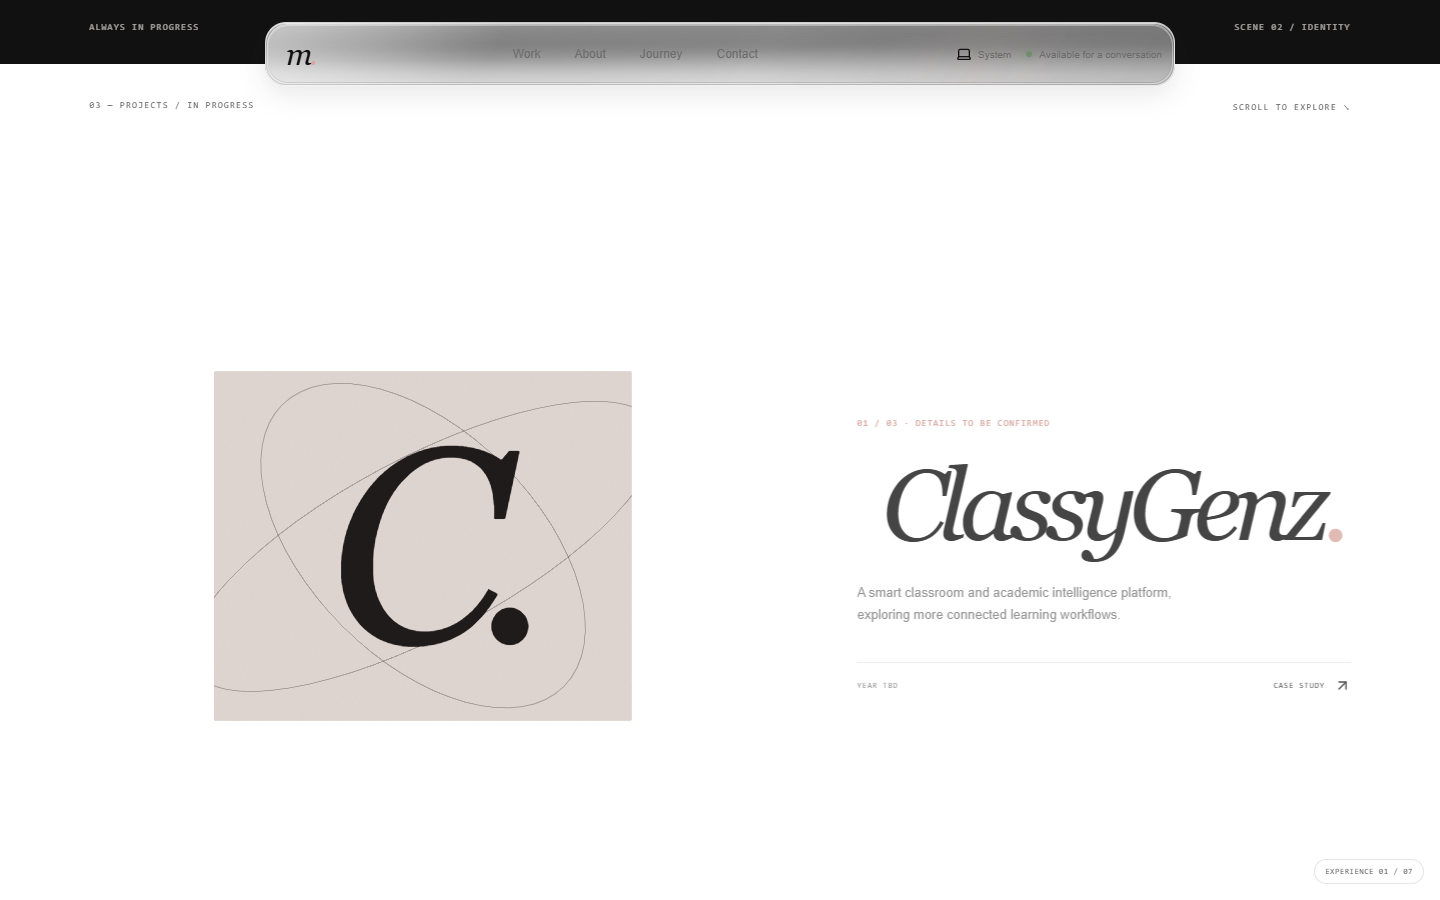 ALWAYS IN PROGRESS
SCENE 02 / IDENTITY
m.
Work
About
Journey
Contact
System
Available for a conversation
03 — PROJECTS / IN PROGRESS
SCROLL TO EXPLORE ↘
C.
01 / 03 · DETAILS TO BE CONFIRMED
ClassyGenz.
A smart classroom and academic intelligence platform,
exploring more connected learning workflows.
YEAR TBD
CASE STUDY
EXPERIENCE 01 / 07